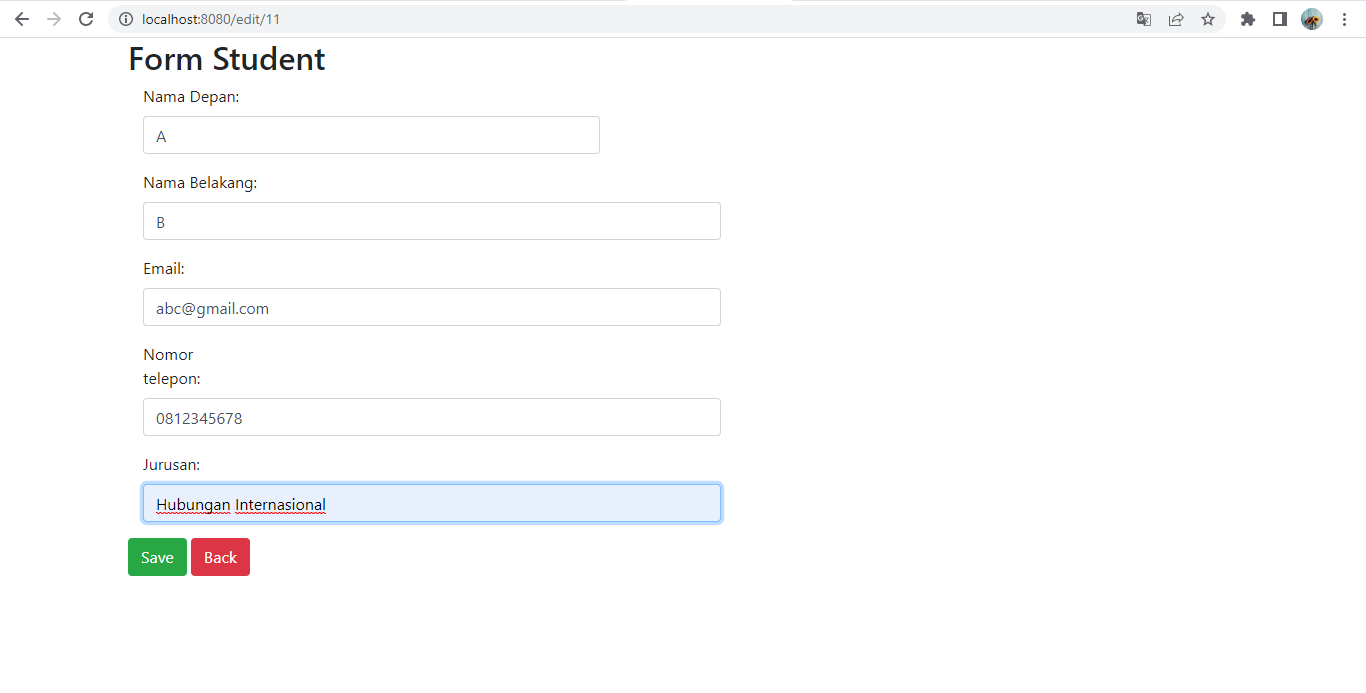 localhost:8080/edit/11
Form Student
Nama Depan:
A
Nama Belakang:
B
Email:
abc@gmail.com
Nomor
telepon:
0812345678
Jurusan:
Hubungan Internasional
Save Back